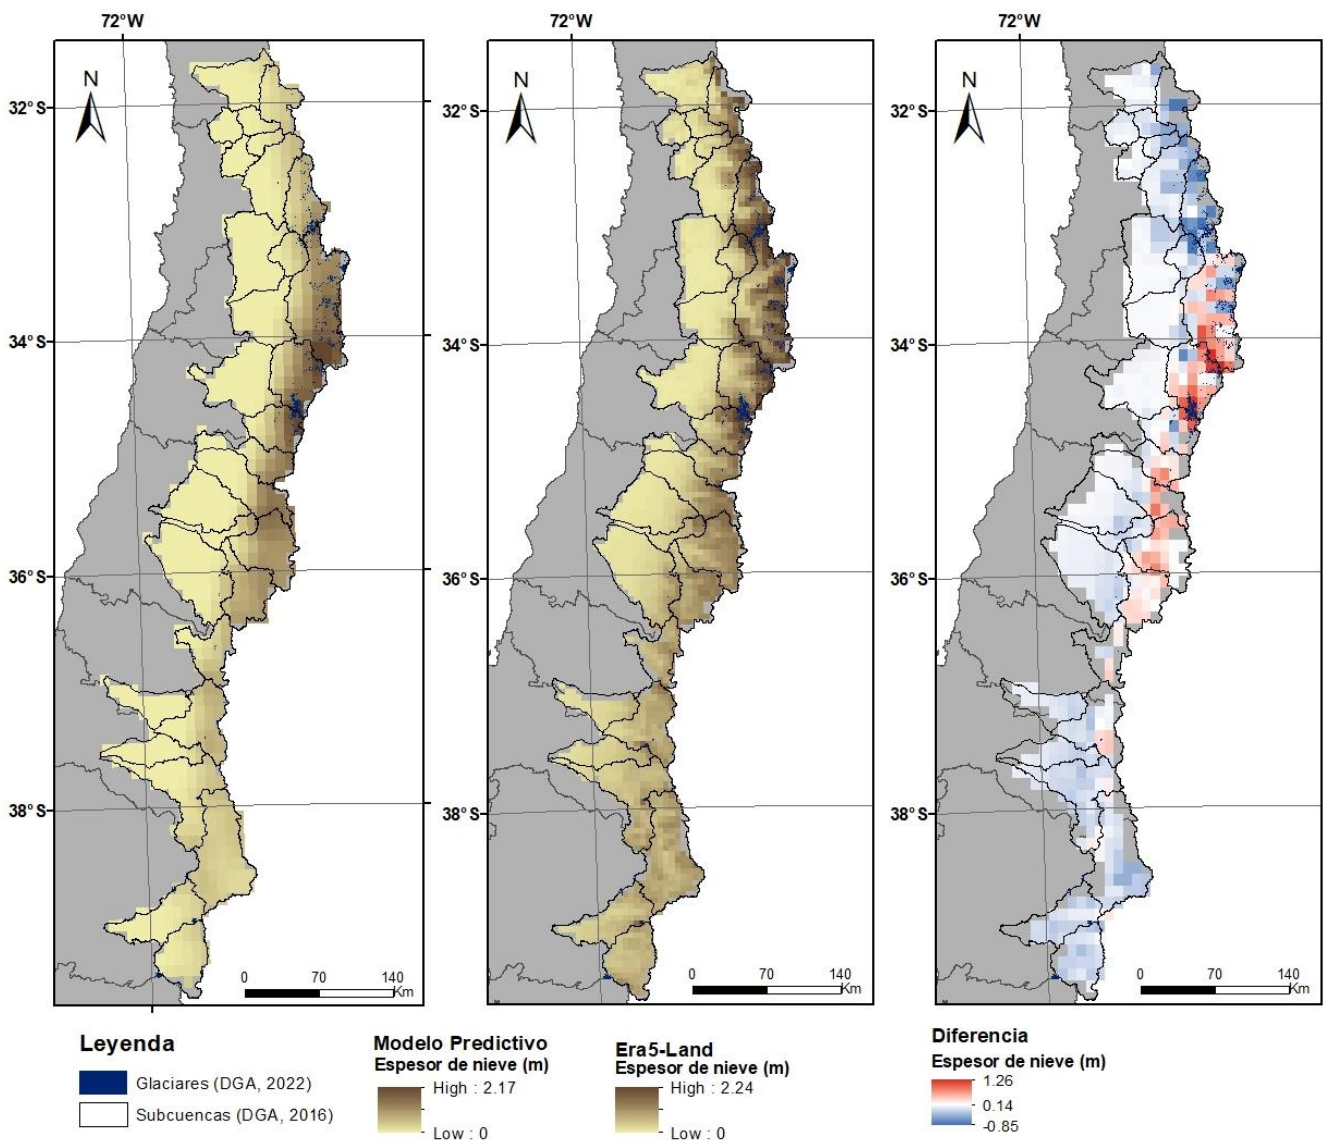 72°W
72°W
72°W
N
N
N
32°S
32°S
32°S
34°S
34°S
34°S
36°S
36°S
36°S
38°S
38°S
38°S
0 70 140
Km
0 70 140
Km
0 70 140
Km
Leyenda
Glaciares (DGA, 2022)
Subcuencas (DGA, 2016)
Modelo Predictivo
Espesor de nieve (m)
High : 2.17
Low : 0
Era5-Land
Espesor de nieve (m)
High : 2.24
Low : 0
Diferencia
Espesor de nieve (m)
1.26
0.14
-0.85